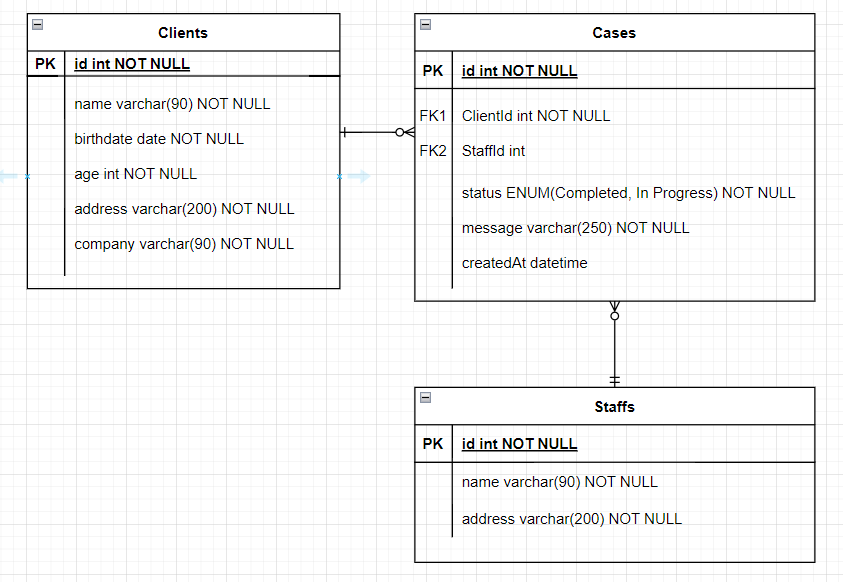 Clients
PK id int NOT NULL
name varchar(90) NOT NULL
birthdate date NOT NULL
age int NOT NULL
address varchar(200) NOT NULL
company varchar(90) NOT NULL
Cases
PK id int NOT NULL
FK1 ClientId int NOT NULL
FK2 StaffId int
status ENUM(Completed, In Progress) NOT NULL
message varchar(250) NOT NULL
createdAt datetime
Staffs
PK id int NOT NULL
name varchar(90) NOT NULL
address varchar(200) NOT NULL